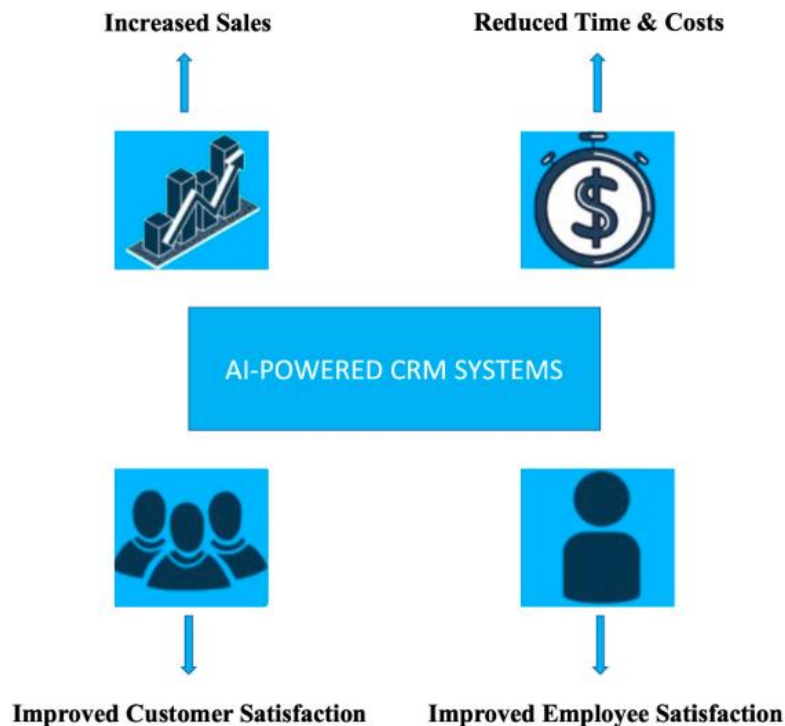 Increased Sales
Reduced Time & Costs
$
AI-POWERED CRM SYSTEMS
Improved Customer Satisfaction
Improved Employee Satisfaction